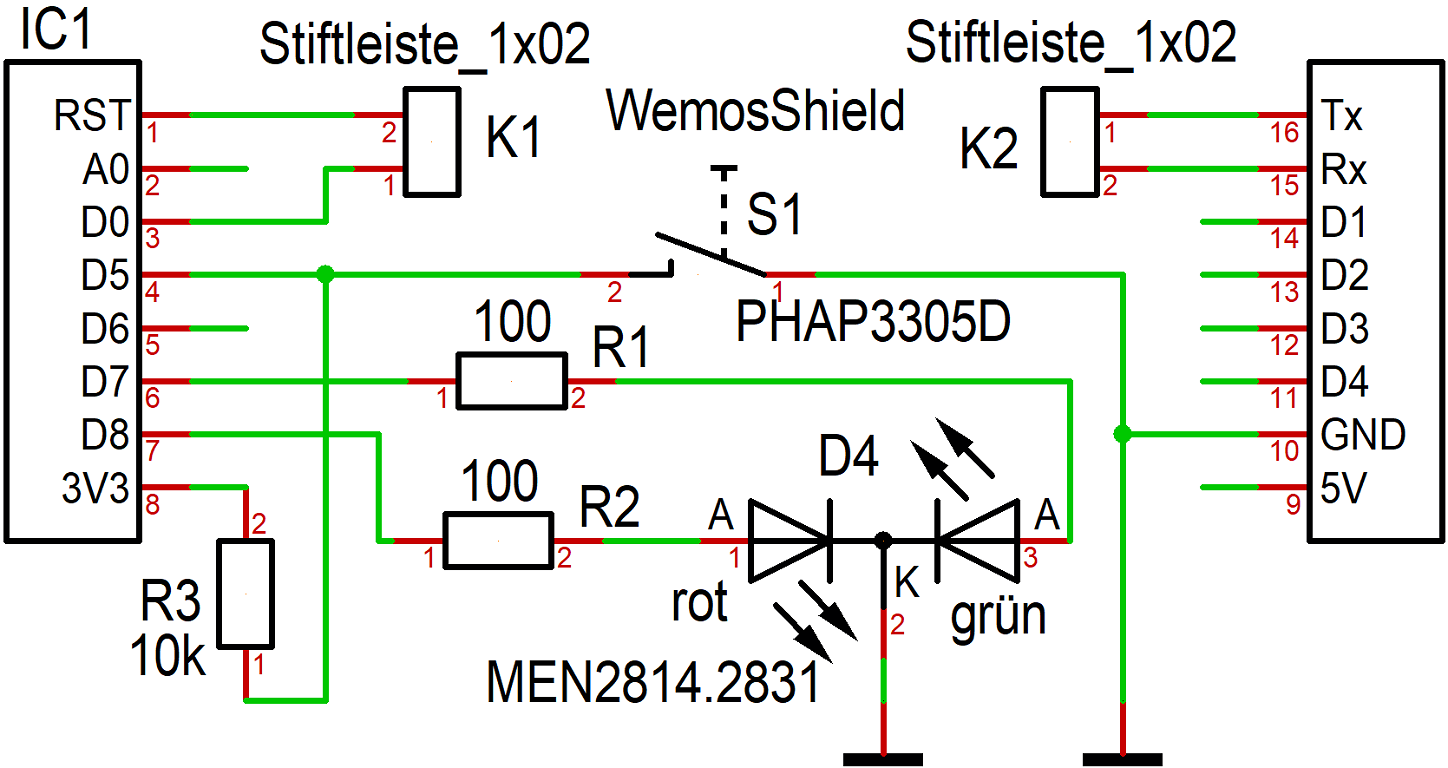 IC1
Stiftleiste_1x02
Stiftleiste_1x02
WemosShield
RST 1
A0 2
D0 3
D5 4
D6 5
D7 6
D8 7
3V3 8
2 K1
1
1 K2
2
16 Tx
15 Rx
14 D1
13 D2
12 D3
11 D4
10 GND
9 5V
S1
2 1
PHAP3305D
100 R1
1 2
100 R2
1 2
D4
A A
1 3
K
2
rot grün
MEN2814.2831
2
R3
10k
1